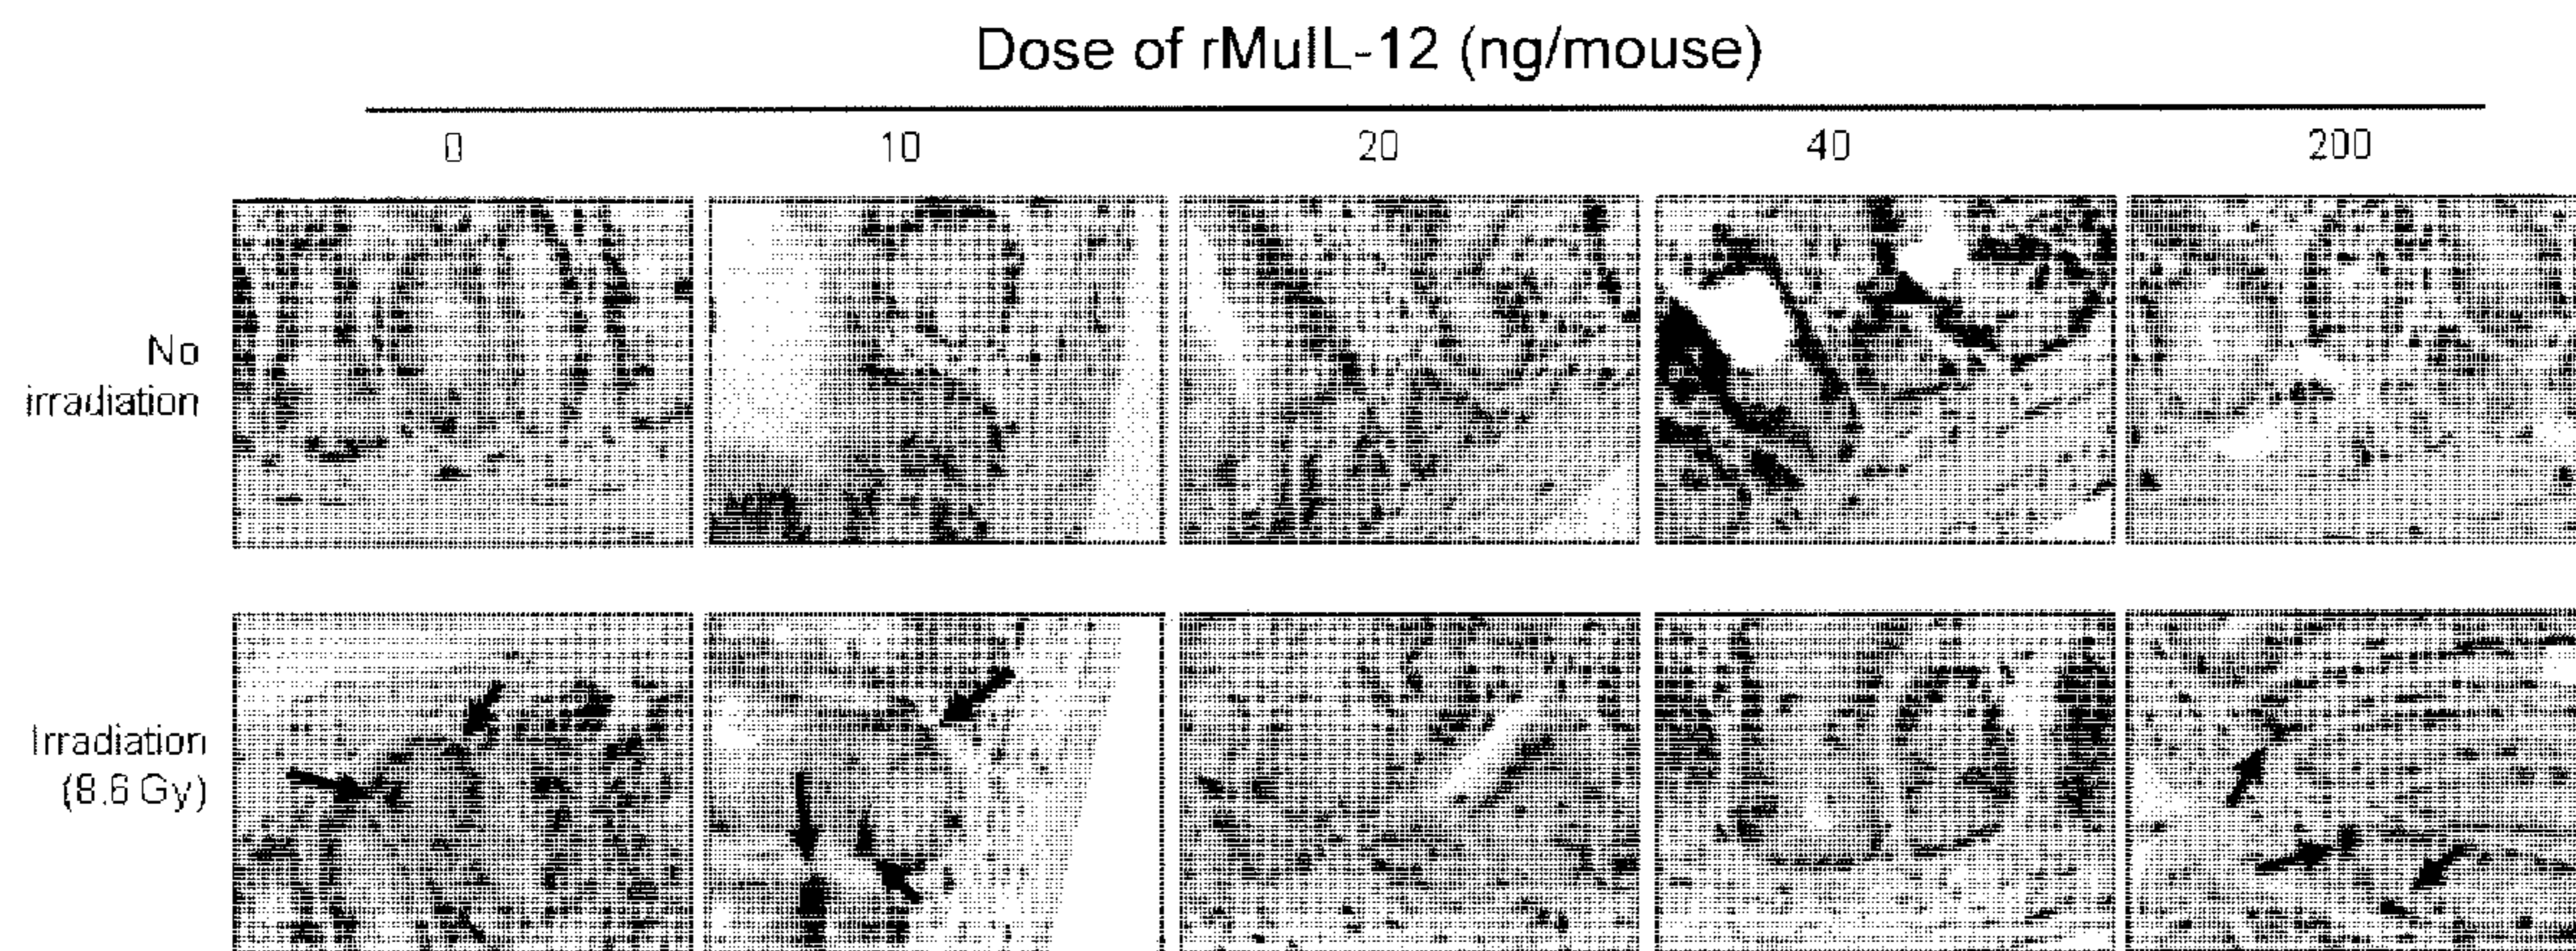 Dose of rMuIL-12 (ng/mouse)
0 10 20 40 200
No
irradiation
Irradiation
(8.6 Gy)